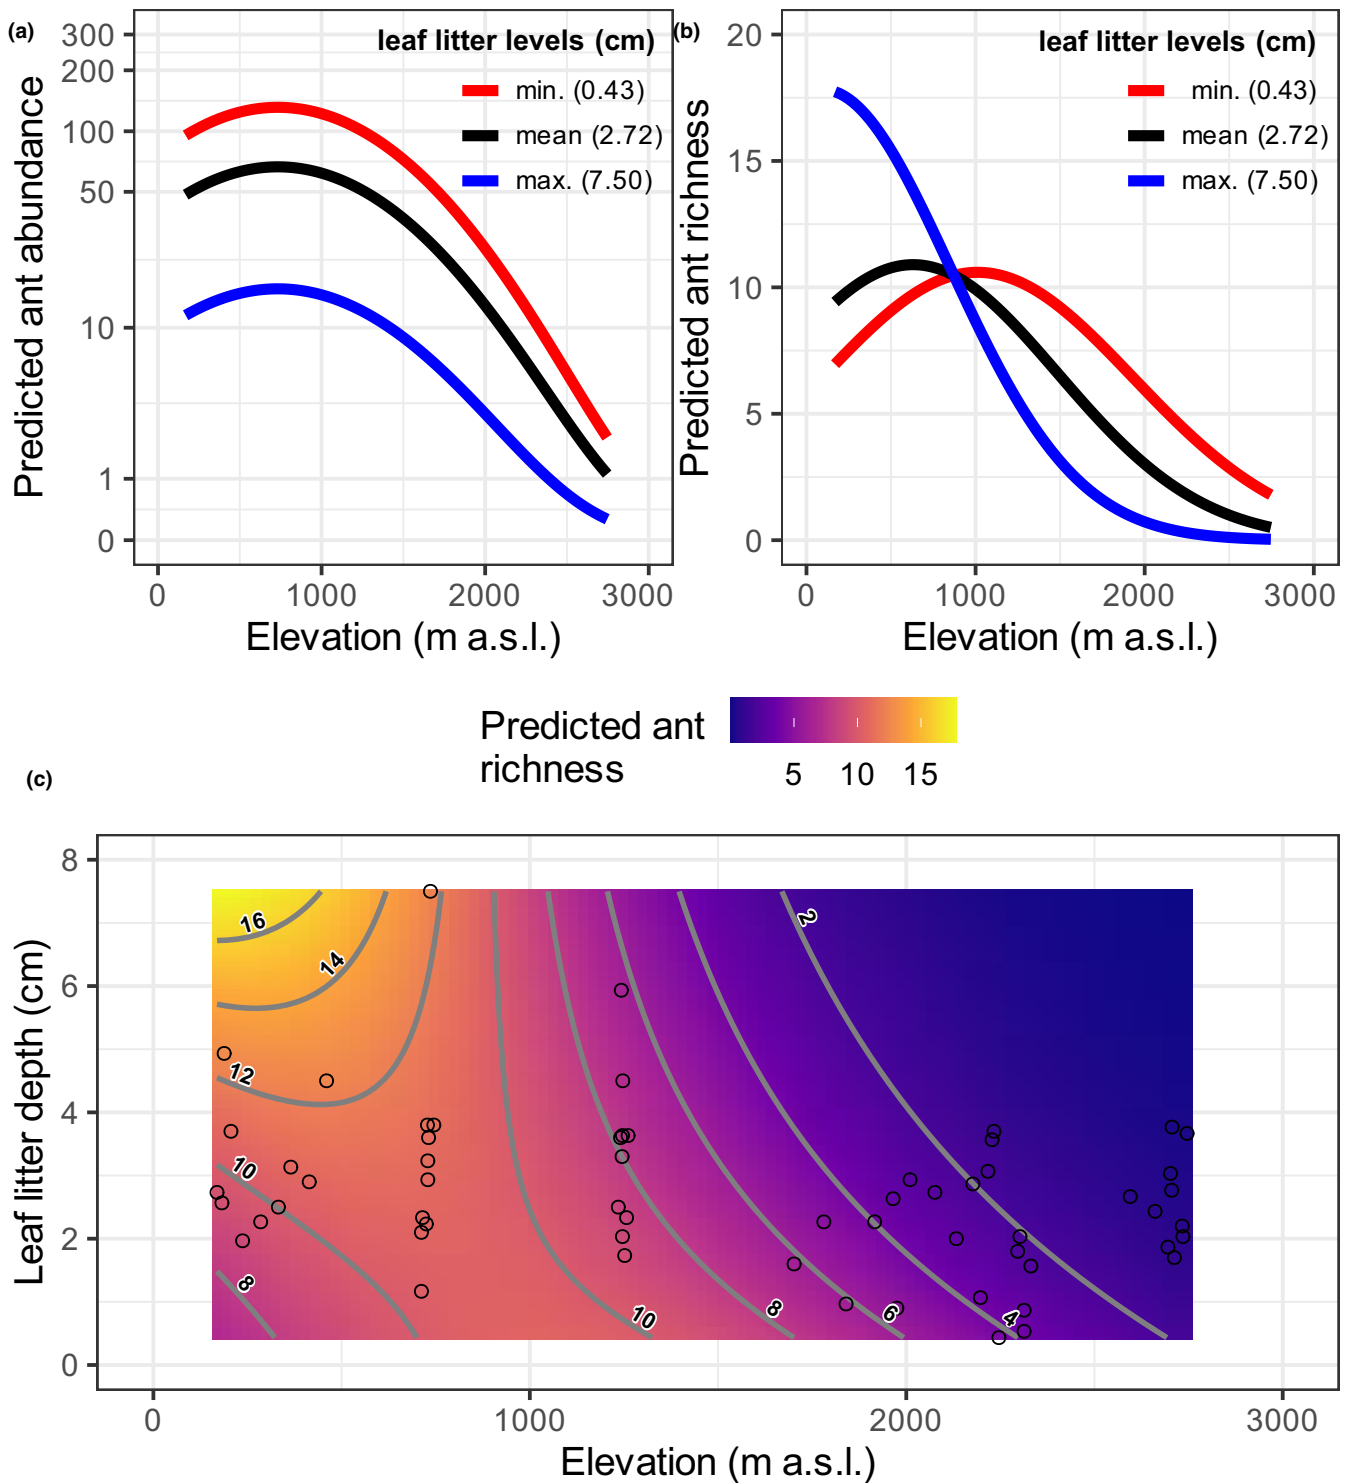 (a)
300
200
100
50
10
1
0
Predicted ant abundance
leaf litter levels (cm)
min. (0.43)
mean (2.72)
max. (7.50)
0 1000 2000 3000
Elevation (m a.s.l.)
(b)
20
15
10
5
0
Predicted ant richness
leaf litter levels (cm)
min. (0.43)
mean (2.72)
max. (7.50)
0 1000 2000 3000
Elevation (m a.s.l.)
Predicted ant
richness
5 10 15
(c)
8
6
4
2
0
Leaf litter depth (cm)
16
14
12
10
8
10
8
6
4
2
0 1000 2000 3000
Elevation (m a.s.l.)